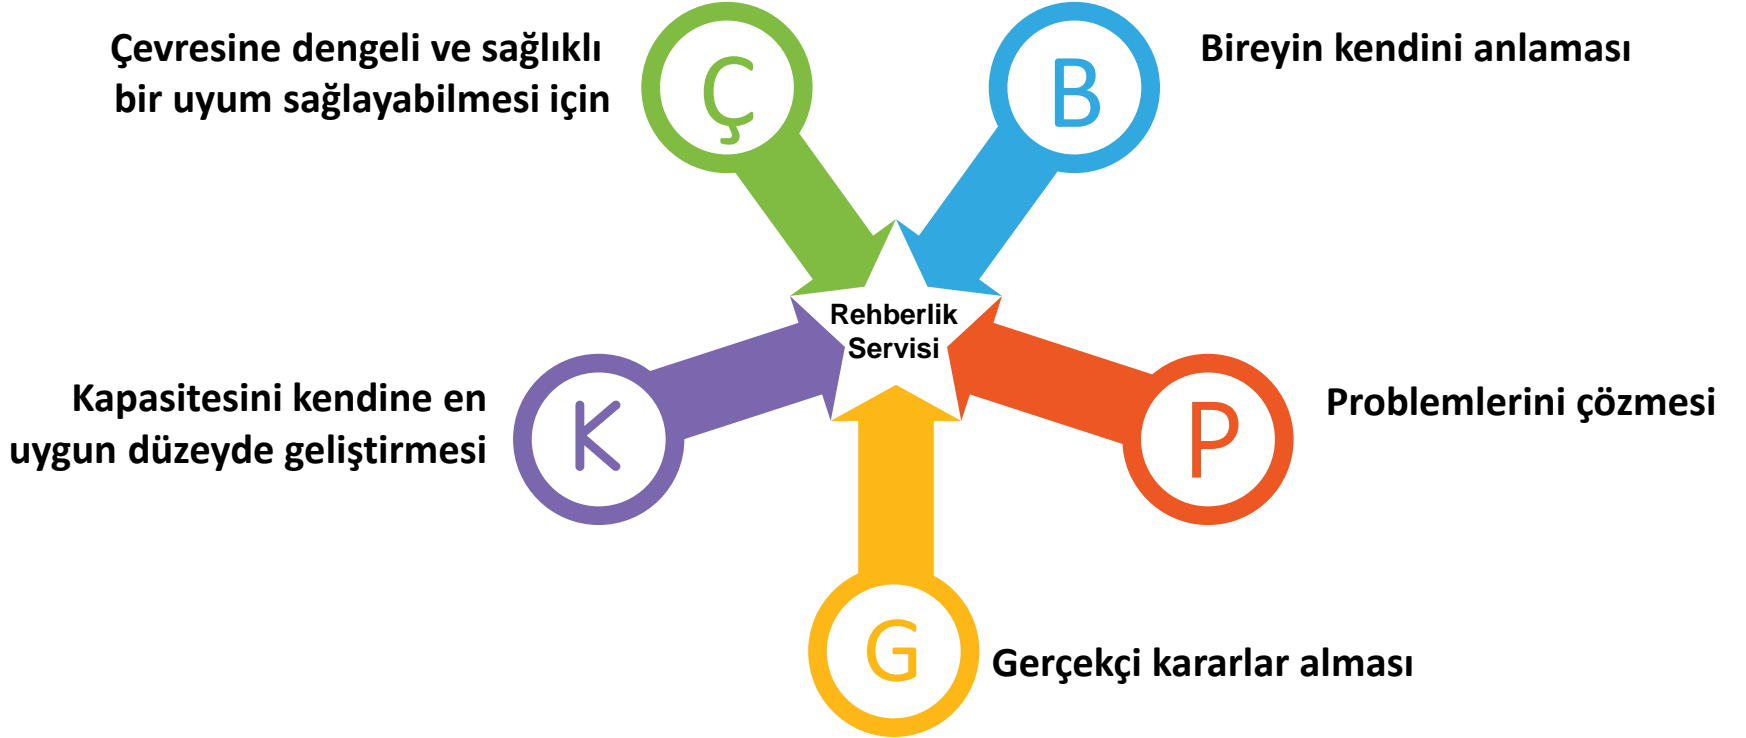 Çevresine dengeli ve sağlıklı
bir uyum sağlayabilmesi için
Ç
B
Bireyin kendini anlaması
Rehberlik
Servisi
Kapasitesini kendine en
uygun düzeyde geliştirmesi
K
P
Problemlerini çözmesi
G
Gerçekçi kararlar alması